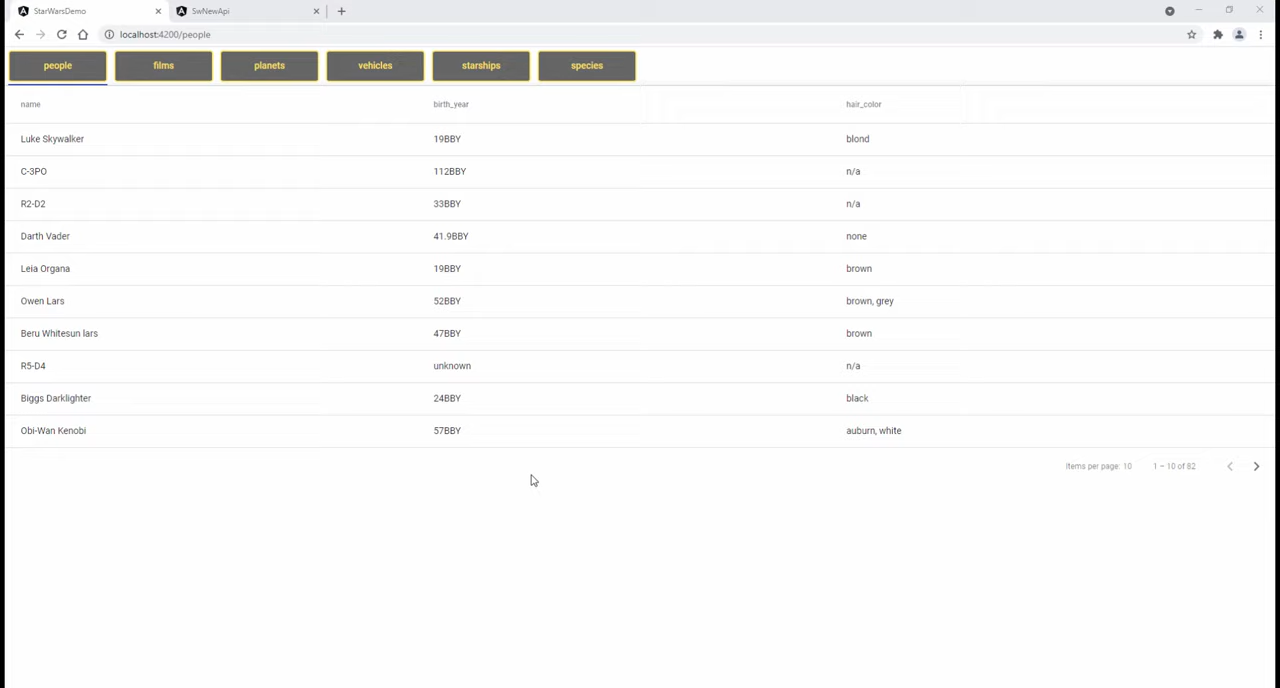 StarWarsDemo SwNewApi
localhost:4200/people
people films planets vehicles starships species
name birth_year hair_color
Luke Skywalker 19BBY blond
C-3PO 112BBY n/a
R2-D2 33BBY n/a
Darth Vader 41.9BBY none
Leia Organa 19BBY brown
Owen Lars 52BBY brown, grey
Beru Whitesun lars 47BBY brown
R5-D4 unknown n/a
Biggs Darklighter 24BBY black
Obi-Wan Kenobi 57BBY auburn, white
Items per page: 10 1 – 10 of 82